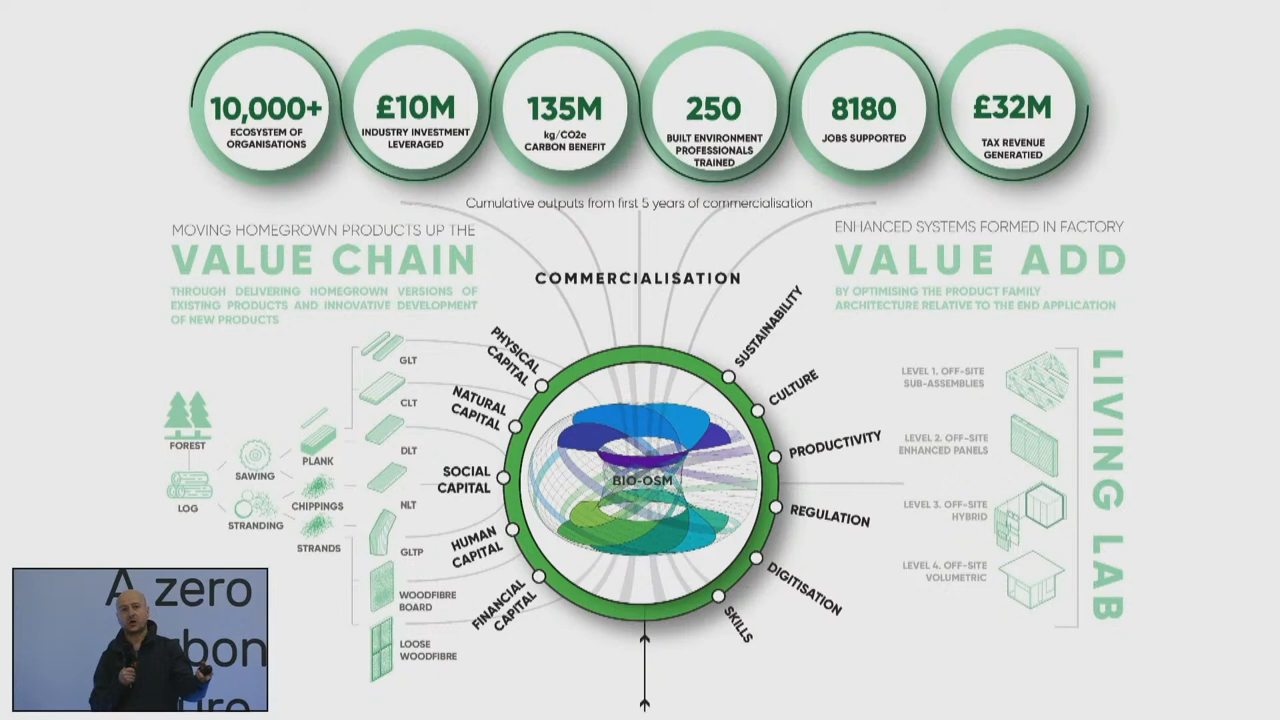 10,000+
ECOSYSTEM OF
ORGANISATIONS
£10M
INDUSTRY INVESTMENT
LEVERAGED
135M
kg/CO2e
CARBON BENEFIT
250
BUILT ENVIRONMENT
PROFESSIONALS
TRAINED
8180
JOBS SUPPORTED
£32M
TAX REVENUE
GENERATIED
Cumulative outputs from first 5 years of commercialisation
MOVING HOMEGROWN PRODUCTS UP THE
VALUE CHAIN
THROUGH DELIVERING HOMEGROWN VERSIONS OF
EXISTING PRODUCTS AND INNOVATIVE DEVELOPMENT
OF NEW PRODUCTS
ENHANCED SYSTEMS FORMED IN FACTORY
VALUE ADD
BY OPTIMISING THE PRODUCT FAMILY
ARCHITECTURE RELATIVE TO THE END APPLICATION
COMMERCIALISATION
FOREST
LOG
SAWING
STRANDING
PLANK
CHIPPINGS
STRANDS
GLT
CLT
DLT
NLT
GLTP
WOODFIBRE
BOARD
LOOSE
WOODFIBRE
PHYSICAL
CAPITAL
NATURAL
CAPITAL
SOCIAL
CAPITAL
HUMAN
CAPITAL
FINANCIAL
CAPITAL
BIO-OSM
SUSTAINABILITY
CULTURE
PRODUCTIVITY
REGULATION
DIGITISATION
SKILLS
LEVEL 1. OFF-SITE
SUB-ASSEMBLIES
LEVEL 2. OFF-SITE
ENHANCED PANELS
LEVEL 3. OFF-SITE
HYBRID
LEVEL 4. OFF-SITE
VOLUMETRIC
LIVING LAB
A zero